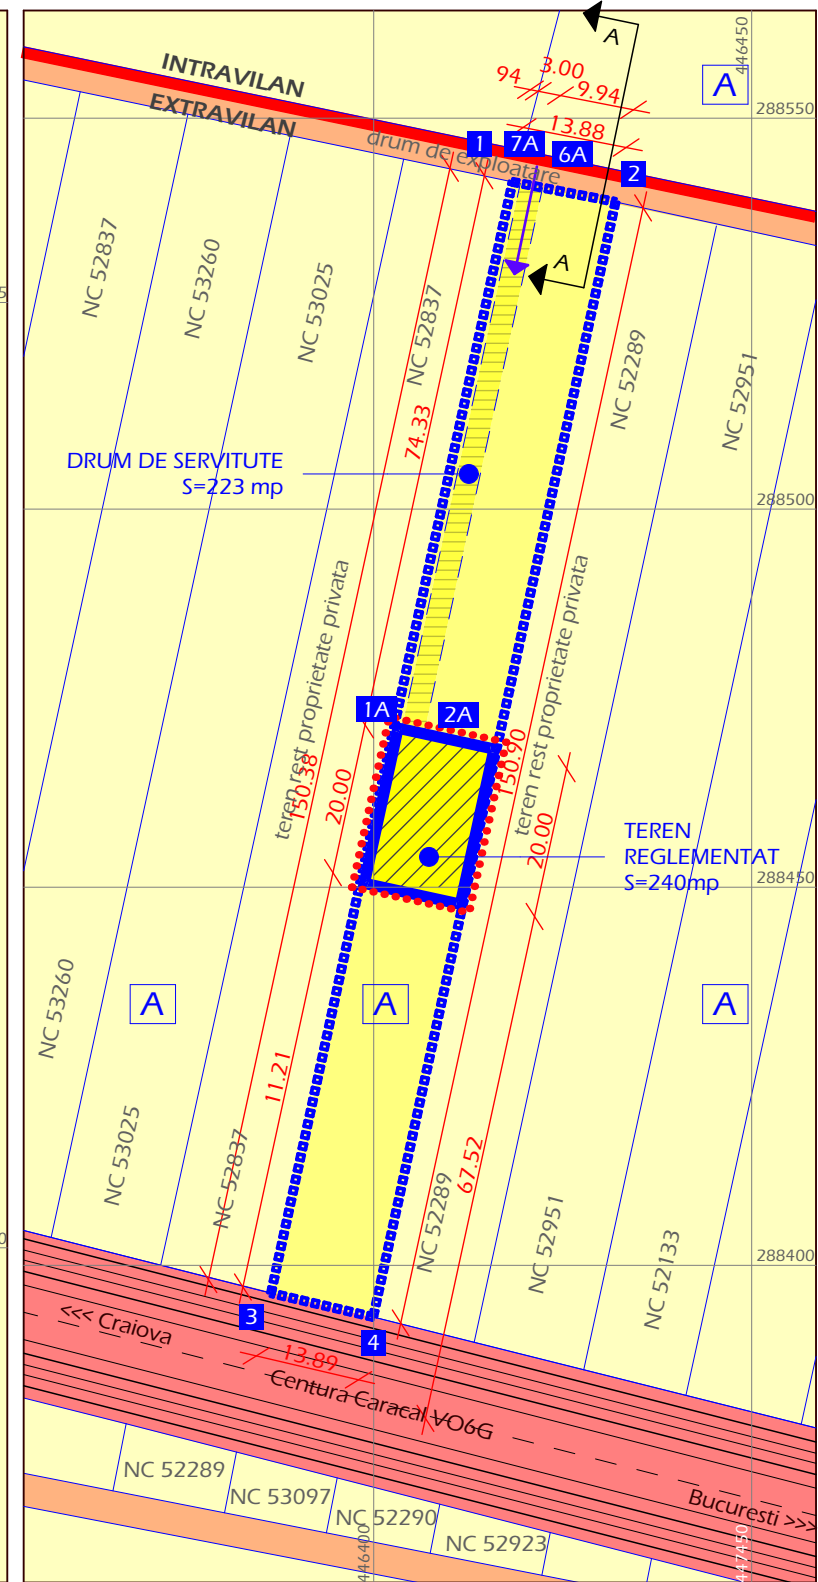 446450
A
3.00
94
A
9.94
INTRAVILAN
EXTRAVILAN
288550
13.88
1
7A
6A
2
drum de exploatare
NC 52837
NC 53260
NC 53025
NC 52837
A
NC 52289
NC 52951
74.33
DRUM DE SERVITUTE
S=223 mp
288500
teren rest proprietate privata
teren rest proprietate privata
1A
2A
150.38
20.00
150.90
20.00
TEREN
REGLEMENTAT
S=240mp
288450
NC 53260
A
A
A
11.21
NC 53025
NC 52837
67.52
NC 52289
NC 52951
NC 52133
288400
3
4
<<< Craiova
13.89
Centura Caracal VO6G
Bucuresti >>>
NC 52289
NC 53097
NC 52290
NC 52923
446400
447450